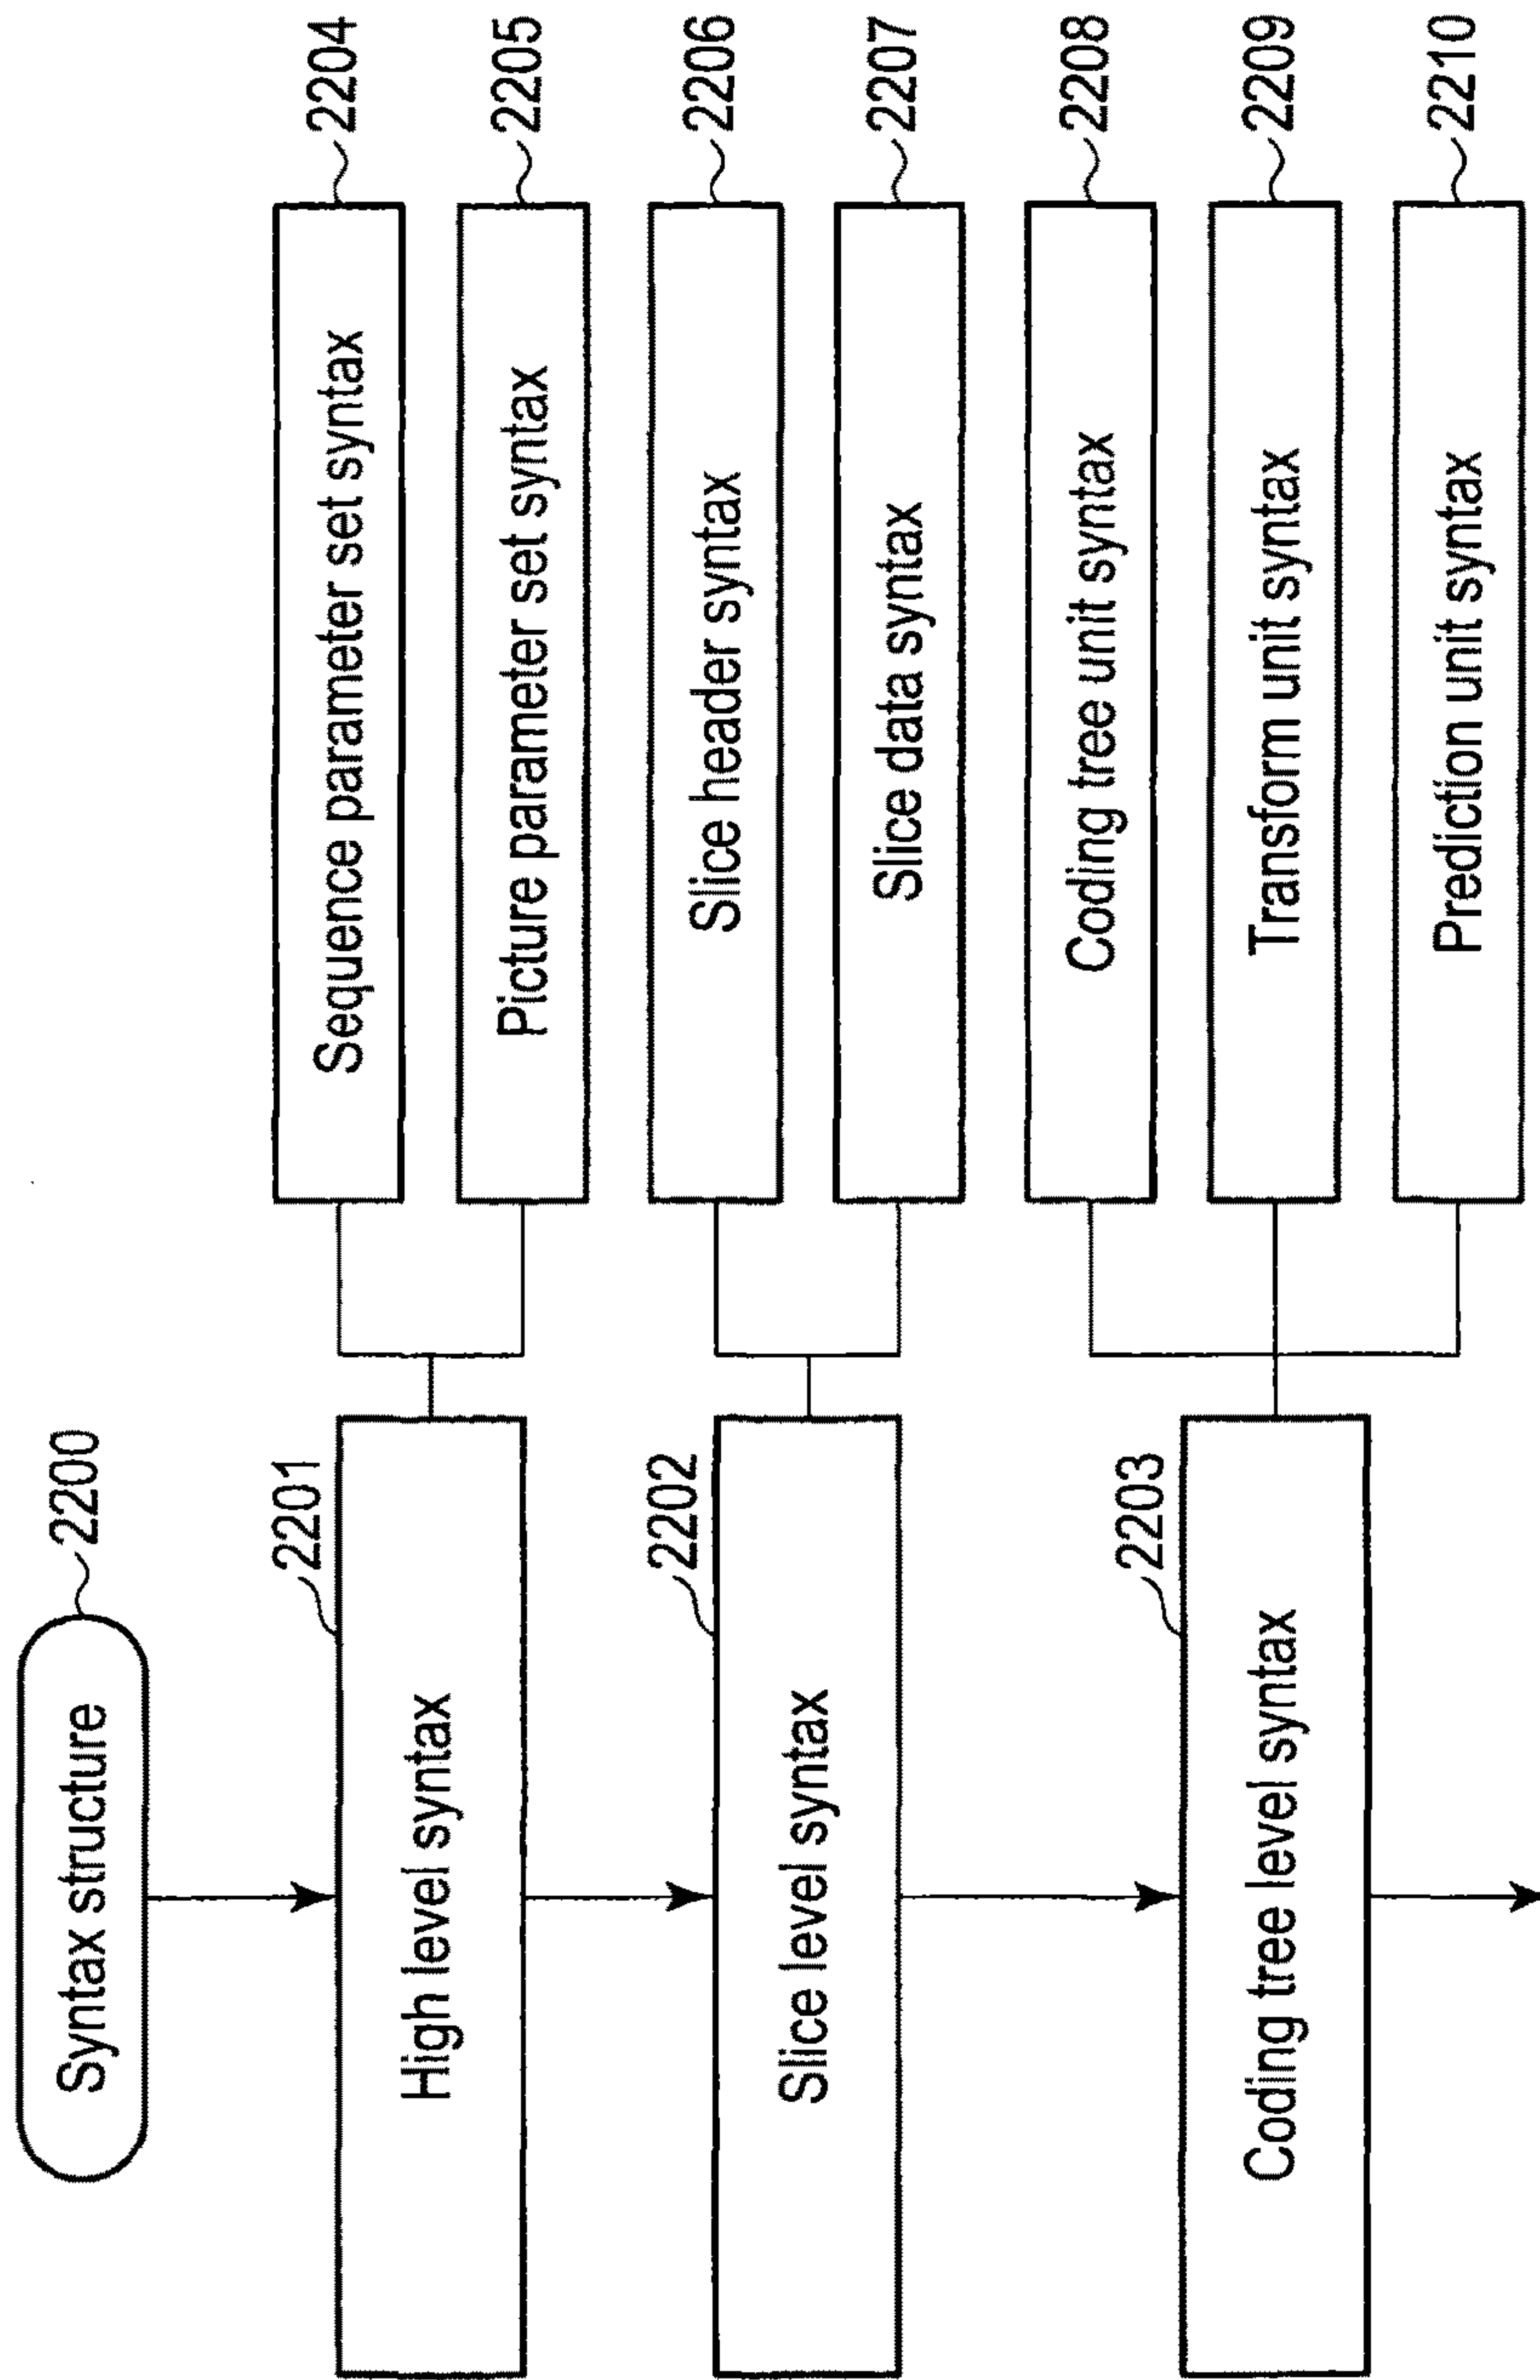 Syntax structure
2200
2201
High level syntax
Sequence parameter set syntax
2204
Picture parameter set syntax
2205
2202
Slice level syntax
Slice header syntax
2206
Slice data syntax
2207
2203
Coding tree level syntax
Coding tree unit syntax
2208
Transform unit syntax
2209
Prediction unit syntax
2210